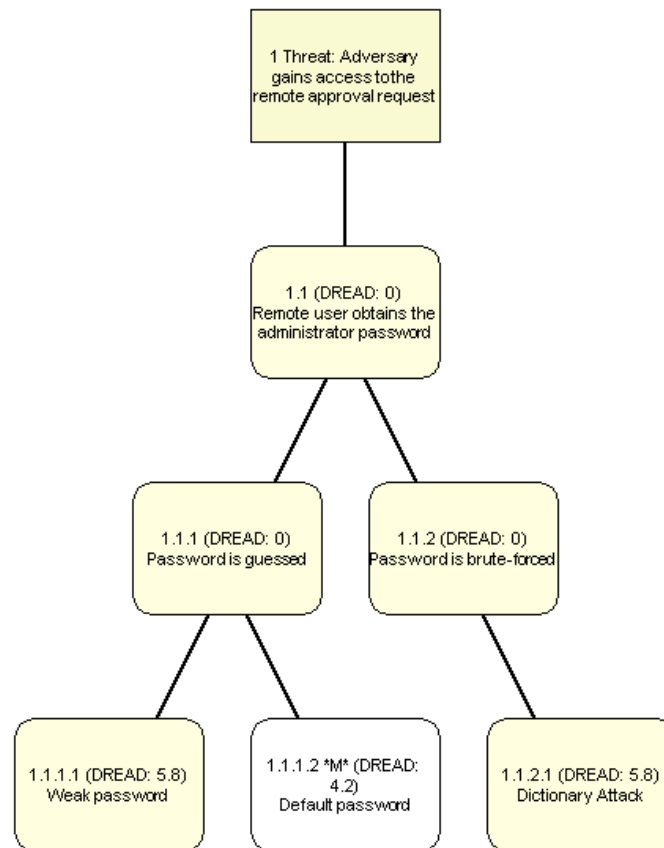 1 Threat: Adversary
gains access to the
remote approval request
1.1 (DREAD: 0)
Remote user obtains the
administrator password
1.1.1 (DREAD: 0)
Password is guessed
1.1.2 (DREAD: 0)
Password is brute-forced
1.1.1.1 (DREAD: 5.8)
Weak password
1.1.1.2 *M* (DREAD:
4.2)
Default password
1.1.2.1 (DREAD: 5.8)
Dictionary Attack